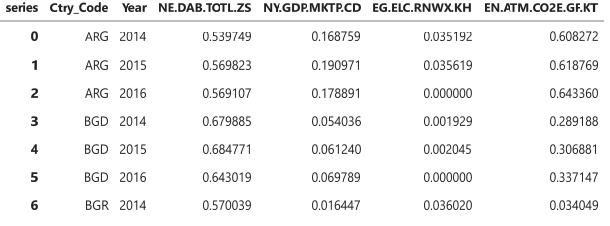 series Ctry_Code Year NE.DAB.TOTL.ZS NY.GDP.MKTP.CD EG.ELC.RNWX.KH EN.ATM.CO2E.GF.KT
0 ARG 2014 0.539749 0.168759 0.035192 0.608272
1 ARG 2015 0.569823 0.190971 0.035619 0.618769
2 ARG 2016 0.569107 0.178891 0.000000 0.643360
3 BGD 2014 0.679885 0.054036 0.001929 0.289188
4 BGD 2015 0.684771 0.061240 0.002045 0.306881
5 BGD 2016 0.643019 0.069789 0.000000 0.337147
6 BGR 2014 0.570039 0.016447 0.036020 0.034049